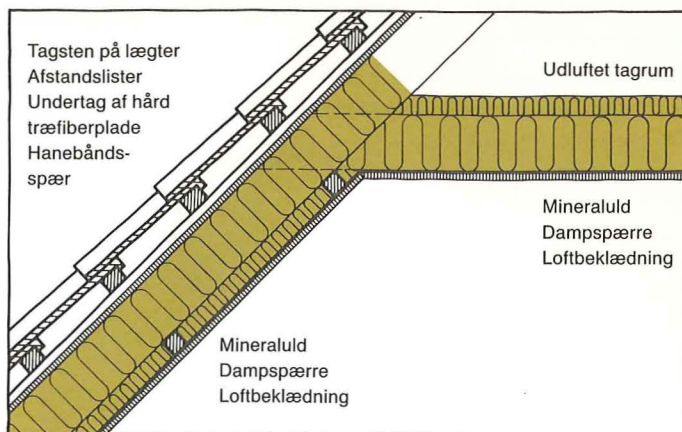 Tagsten på lægter
Afstandslister
Undertag af hård
træfiberplade
Hanebånds-
spær
Udluftet tagrum
Mineraluld
Dampspærre
Loftbeklædning
Mineraluld
Dampspærre
Loftbeklædning